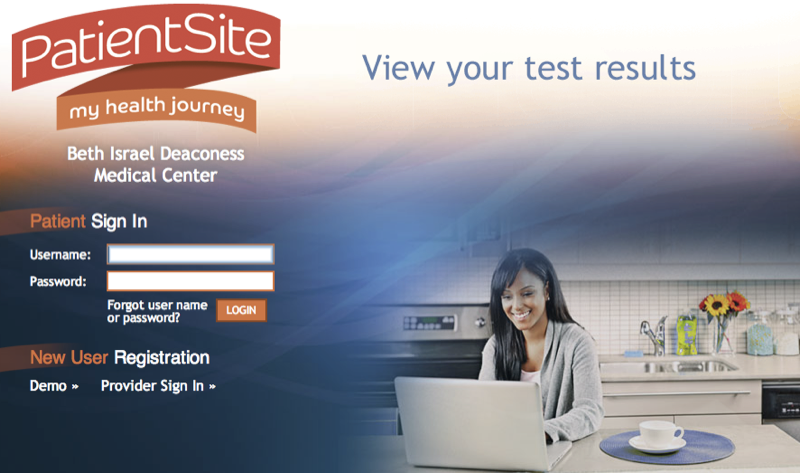 PatientSite
my health journey
Beth Israel Deaconess
Medical Center
View your test results
Patient Sign In
Username:
Password:
Forgot user name
or password?
LOGIN
New User Registration
Demo »
Provider Sign In »